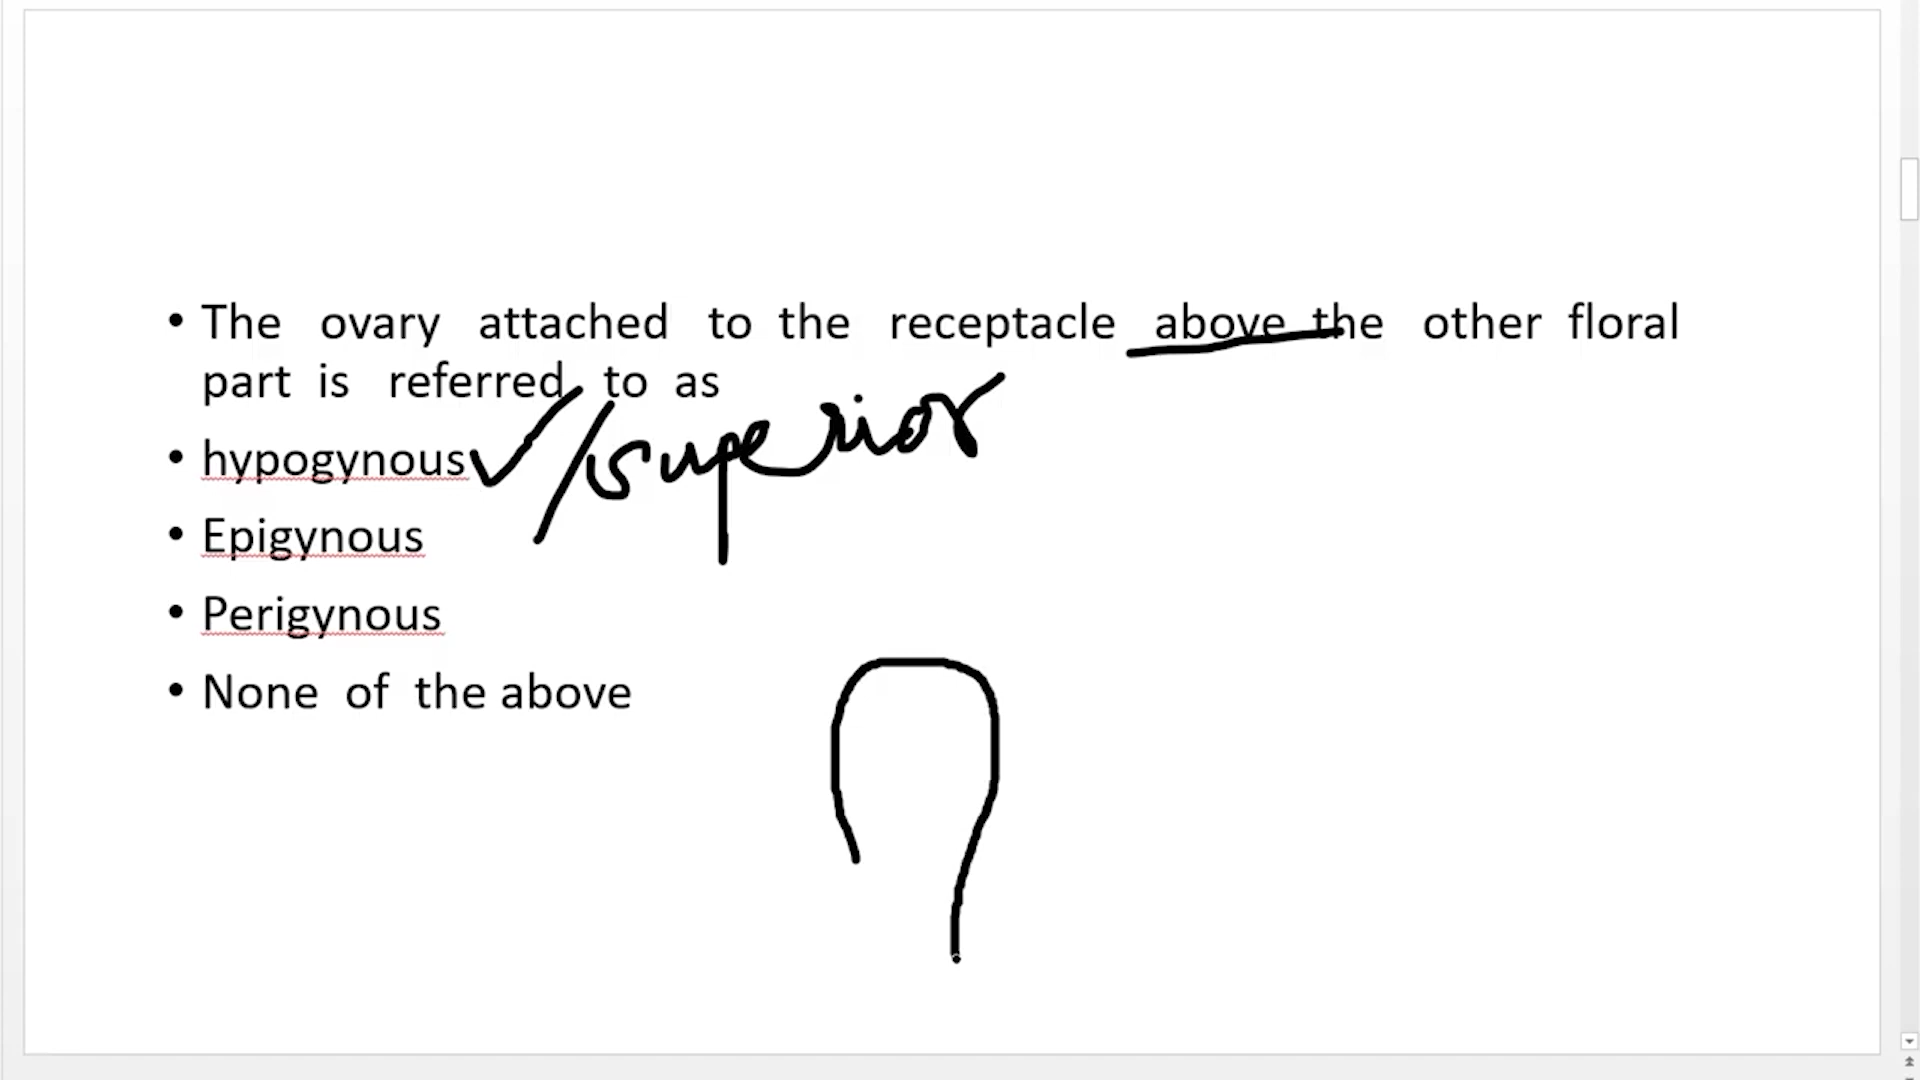 • The ovary attached to the receptacle above the other floral
part is referred to as
• hypogynous ✓ / superior
• Epigynous
• Perigynous
• None of the above